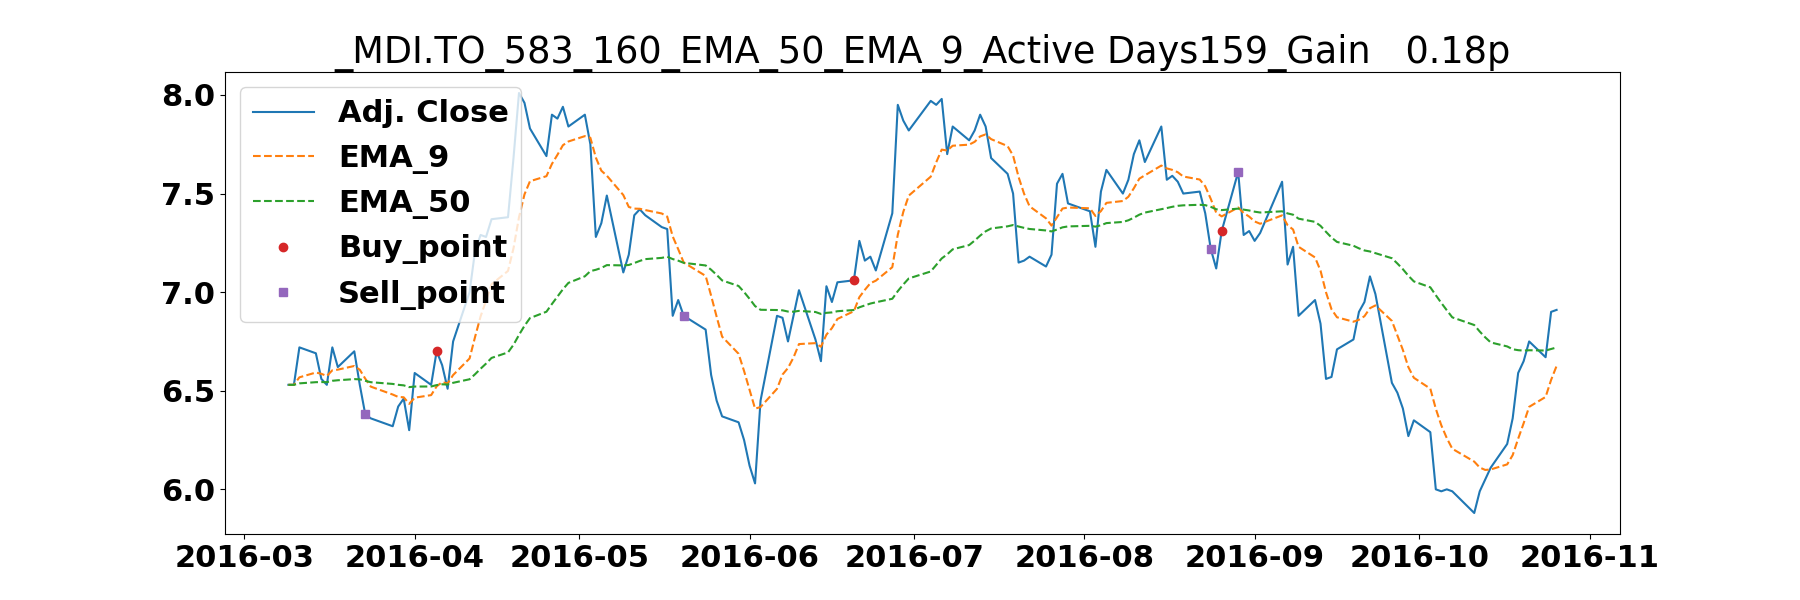 _MDI.TO_583_160_EMA_50_EMA_9_Active Days159_Gain   0.18p
8.0
7.5
7.0
6.5
6.0
Adj. Close
EMA_9
EMA_50
Buy_point
Sell_point
2016-03 2016-04 2016-05 2016-06 2016-07 2016-08 2016-09 2016-10 2016-11